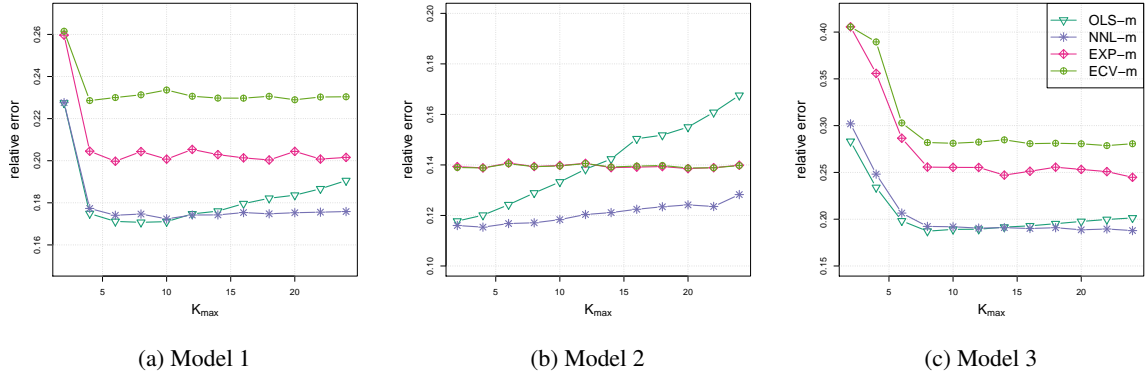 0.26
0.24
0.22
0.20
0.18
0.16
relative error
5
10
15
20
Kmax
(a) Model 1
0.20
0.18
0.16
0.14
0.12
0.10
relative error
5
10
15
20
Kmax
(b) Model 2
0.40
0.35
0.30
0.25
0.20
0.15
relative error
5
10
15
20
Kmax
OLS−m
NNL−m
EXP−m
ECV−m
(c) Model 3